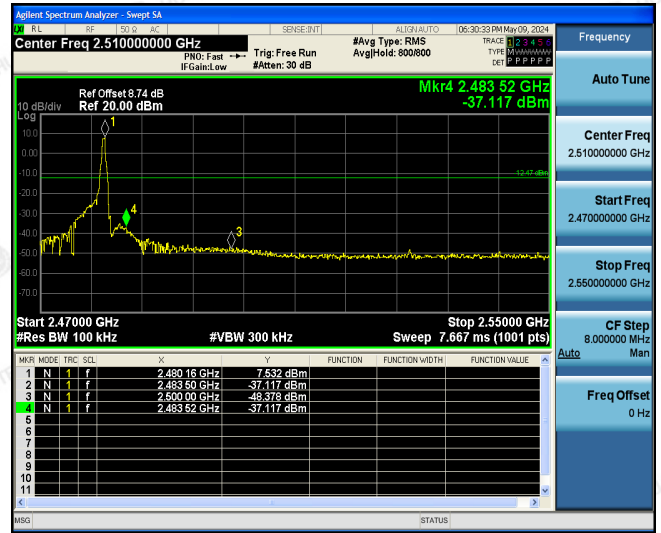 Agilent Spectrum Analyzer - Swept SA
LXI RL RF 50 Ω AC SENSE:INT ALIGN AUTO 06:30:33 PM May 09, 2024
Center Freq 2.510000000 GHz
PNO: Fast
IFGain:Low
Trig: Free Run
#Atten: 30 dB
#Avg Type: RMS
Avg|Hold: 800/800
TRACE 1 2 3 4 5 6
TYPE M
DET P P P P P P
Ref Offset 8.74 dB
10 dB/div Ref 20.00 dBm
Log
Mkr4 2.483 52 GHz
-37.117 dBm
10.0
0.00
-10.0
-20.0
-30.0
-40.0
-50.0
-60.0
-70.0
1
4
3
-12.47 dBm
Start 2.47000 GHz Stop 2.55000 GHz
#Res BW 100 kHz #VBW 300 kHz Sweep 7.667 ms (1001 pts)
MKR MODE TRC SCL X Y FUNCTION FUNCTION WIDTH FUNCTION VALUE
1 N 1 f 2.480 16 GHz 7.532 dBm
2 N 1 f 2.483 50 GHz -37.117 dBm
3 N 1 f 2.500 00 GHz -48.378 dBm
4 N 1 f 2.483 52 GHz -37.117 dBm
5
6
7
8
9
10
11
MSG STATUS
Frequency
Auto Tune
Center Freq
2.510000000 GHz
Start Freq
2.470000000 GHz
Stop Freq
2.550000000 GHz
CF Step
8.000000 MHz
Auto Man
Freq Offset
0 Hz